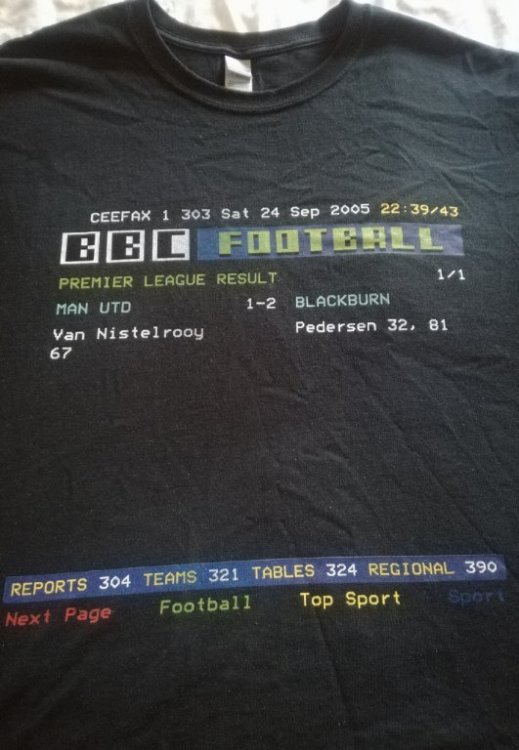 CEEFAX 1 303 Sat 24 Sep 2005 22:39/43
BBC FOOTBALL
PREMIER LEAGUE RESULT 1/1
MAN UTD 1-2 BLACKBURN
Van Nistelrooy Pedersen 32, 81
67
REPORTS 304 TEAMS 321 TABLES 324 REGIONAL 390
Next Page Football Top Sport Sport